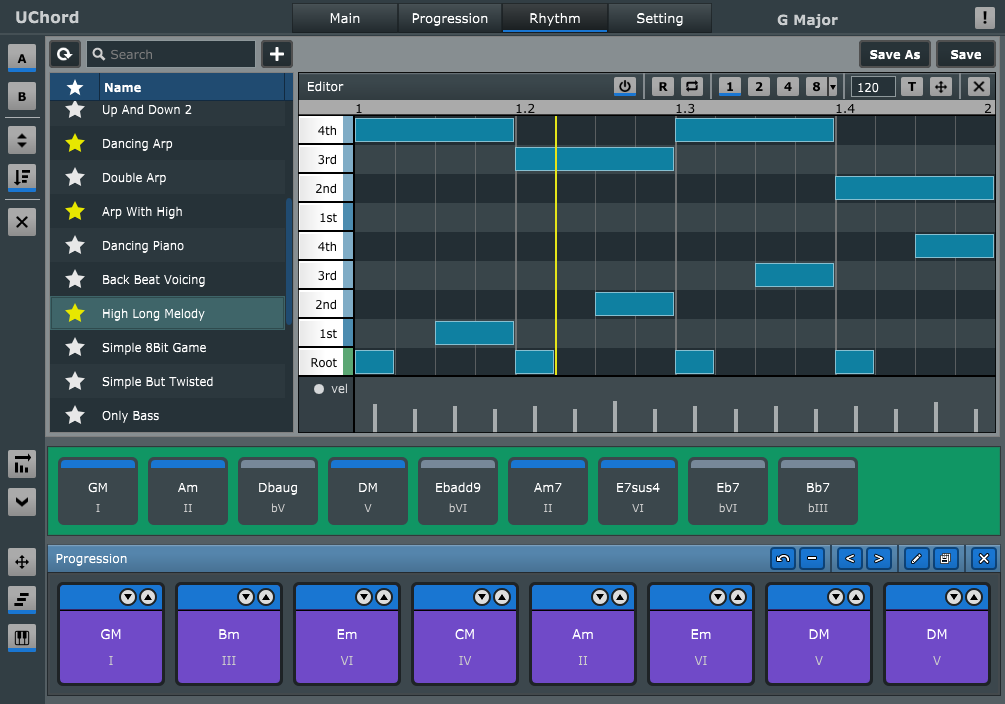 UChord Main Progression Rhythm Setting G Major !
A
B
Search
Save As Save
Name
Up And Down 2
Dancing Arp
Double Arp
Arp With High
Dancing Piano
Back Beat Voicing
High Long Melody
Simple 8Bit Game
Simple But Twisted
Only Bass
Editor R 1 2 4 8 120 T
1 1.2 1.3 1.4 2
4th
3rd
2nd
1st
4th
3rd
2nd
1st
Root
vel
GM Am Dbaug DM Ebadd9 Am7 E7sus4 Eb7 Bb7
I II bV V bVI II VI bVI bIII
Progression < >
GM Bm Em CM Am Em DM DM
I III VI IV II VI V V